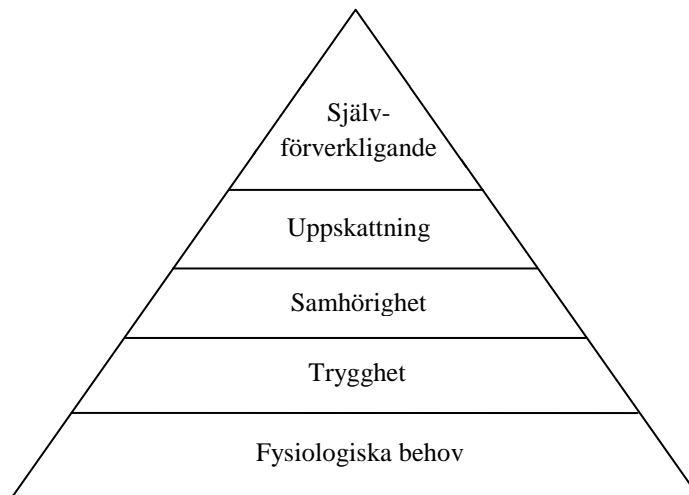 Själv-
förverkligande
Uppskattning
Samhörighet
Trygghet
Fysiologiska behov